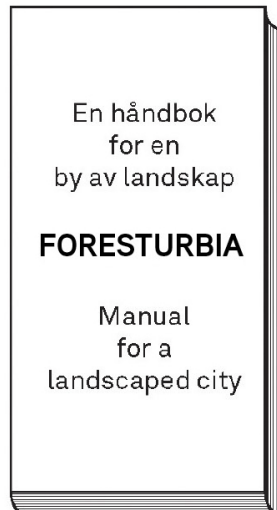 En håndbok
for en
by av landskap
FORESTURBIA
Manual
for a
landscaped city